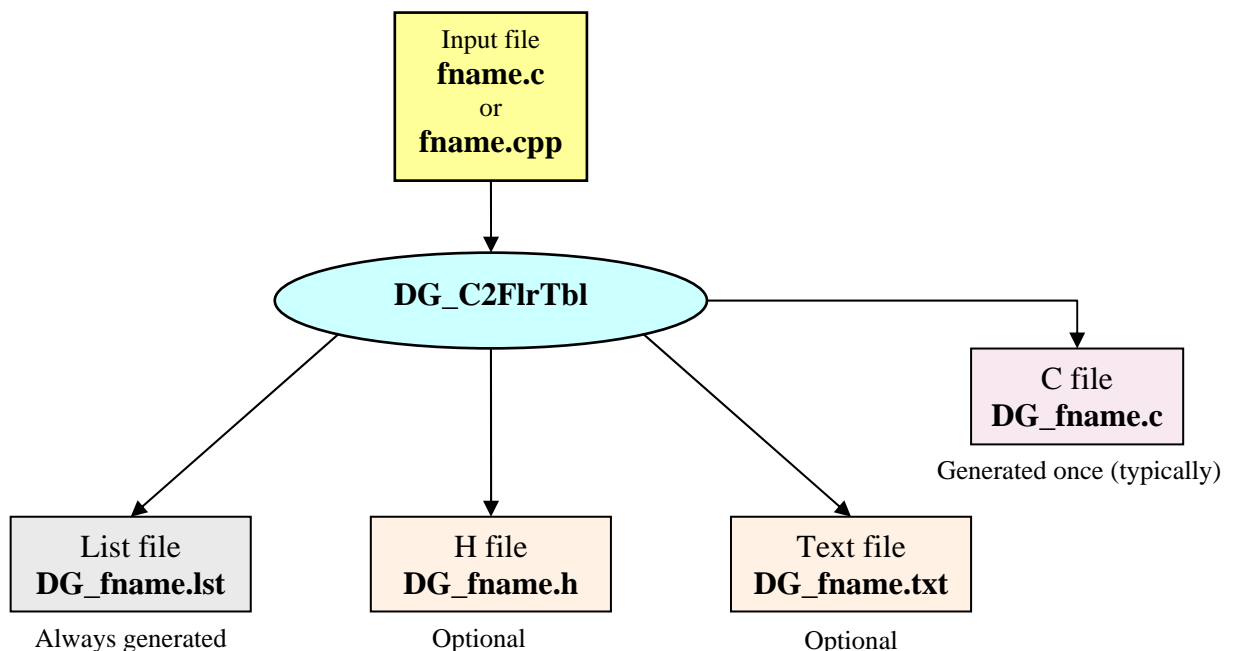 Input file
fname.c
or
fname.cpp
DG_C2FlrTbl
C file
DG_fname.c
Generated once (typically)
List file
DG_fname.lst
Always generated
H file
DG_fname.h
Optional
Text file
DG_fname.txt
Optional